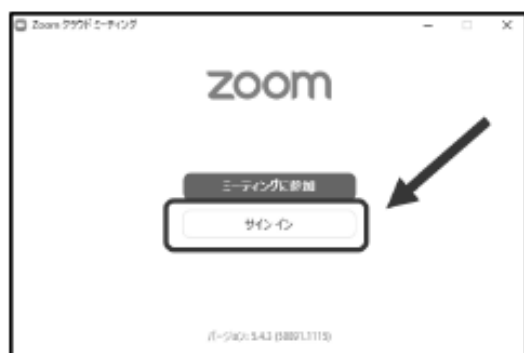 Zoom クラウド ミーティング
zoom
ミーティングに参加
サイン イン
バージョン: 5.4.3 (58891.1115)